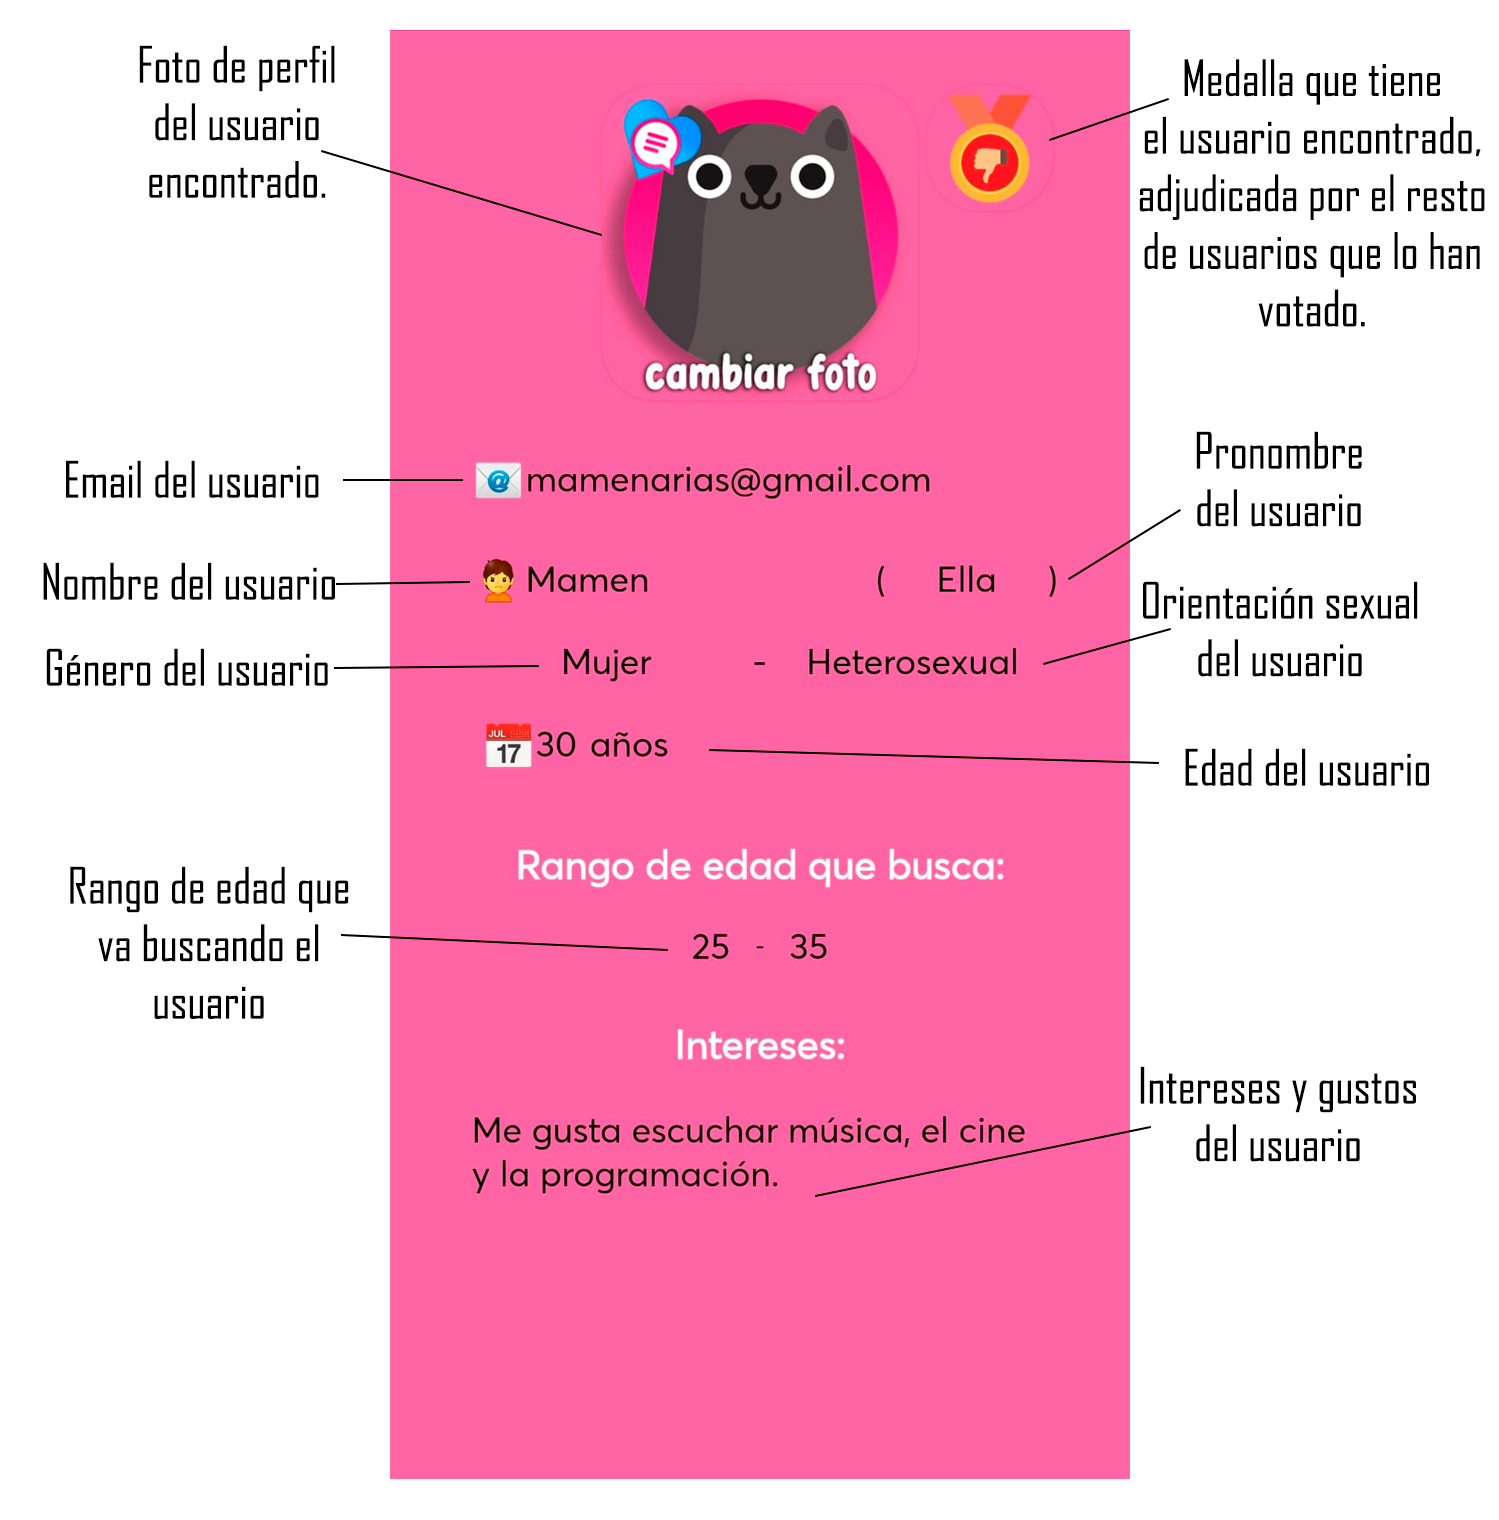 Foto de perfil
del usuario
encontrado.
Medalla que tiene
el usuario encontrado,
adjudicada por el resto
de usuarios que lo han
votado.
cambiar foto
Email del usuario
mamenarias@gmail.com
Pronombre
del usuario
Nombre del usuario
Mamen ( Ella )
Orientación sexual
del usuario
Género del usuario
Mujer - Heterosexual
JUL
17
30 años
Edad del usuario
Rango de edad que busca:
Rango de edad que
va buscando el
usuario
25 - 35
Intereses:
Intereses y gustos
del usuario
Me gusta escuchar música, el cine
y la programación.